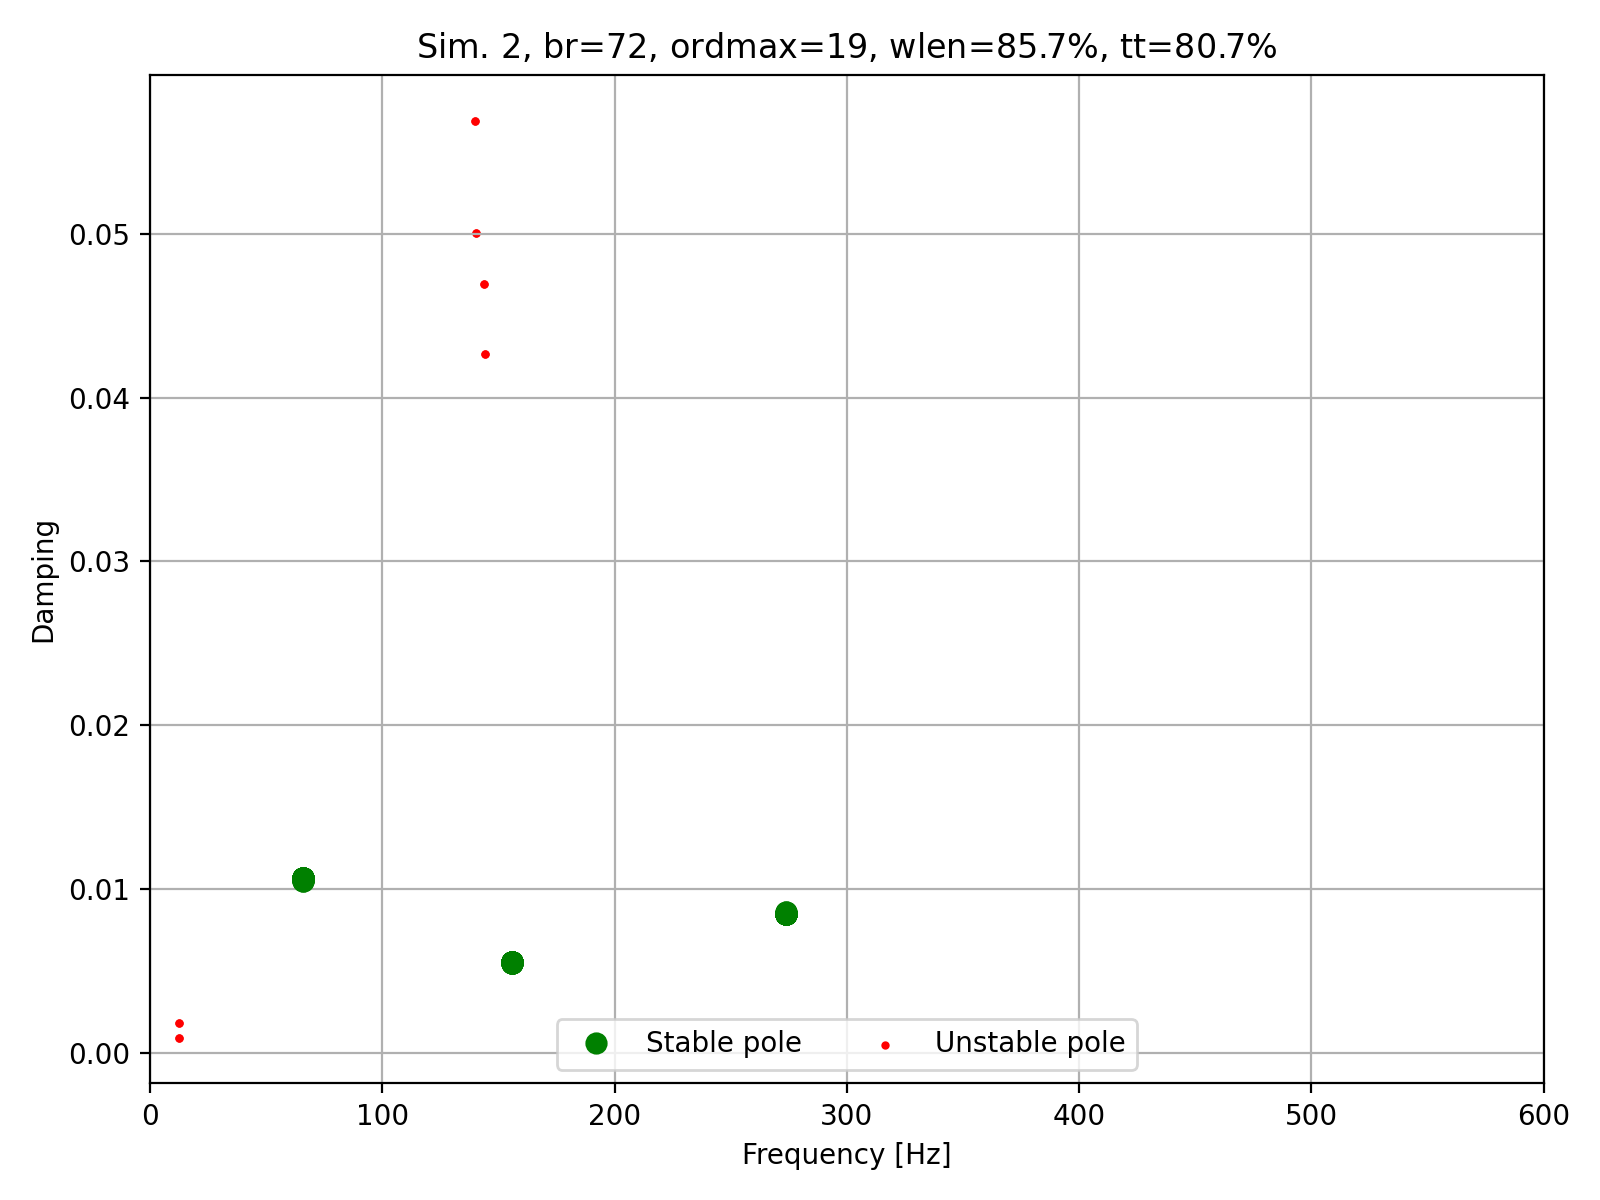 Sim. 2, br=72, ordmax=19, wlen=85.7%, tt=80.7%
0.05
0.04
0.03
0.02
0.01
0.00
Damping
Stable pole
Unstable pole
0 100 200 300 400 500 600
Frequency [Hz]